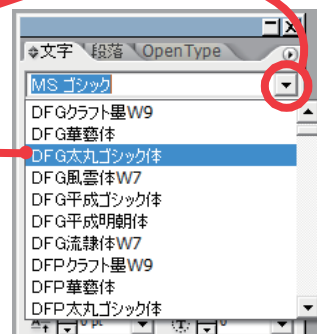 文字 段落 OpenType
MS ゴシック
DFGクラフト墨W9
DFG華藝体
DFG太丸ゴシック体
DFG風雲体W7
DFG平成ゴシック体
DFG平成明朝体
DFG流隷体W7
DFPクラフト墨W9
DFP華藝体
DFP太丸ゴシック体